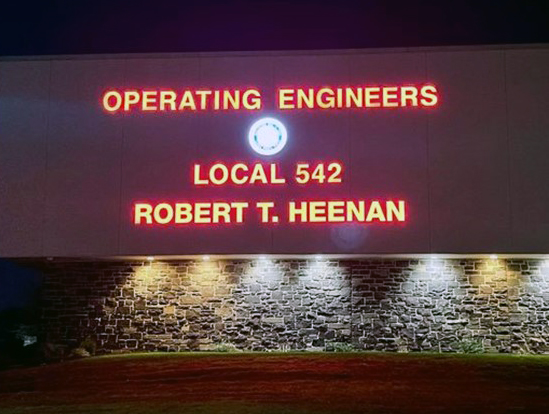 OPERATING ENGINEERS
LOCAL 542
ROBERT T. HEENAN